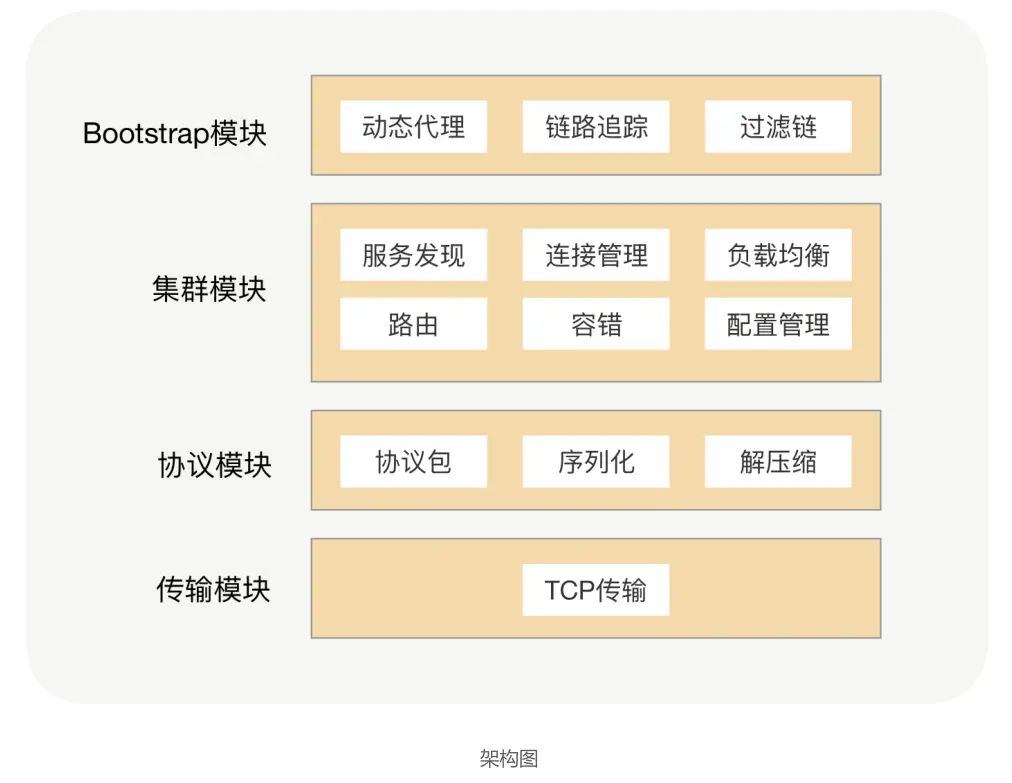 Bootstrap模块
动态代理 链路追踪 过滤链
集群模块
服务发现 连接管理 负载均衡
路由 容错 配置管理
协议模块
协议包 序列化 解压缩
传输模块
TCP传输
架构图